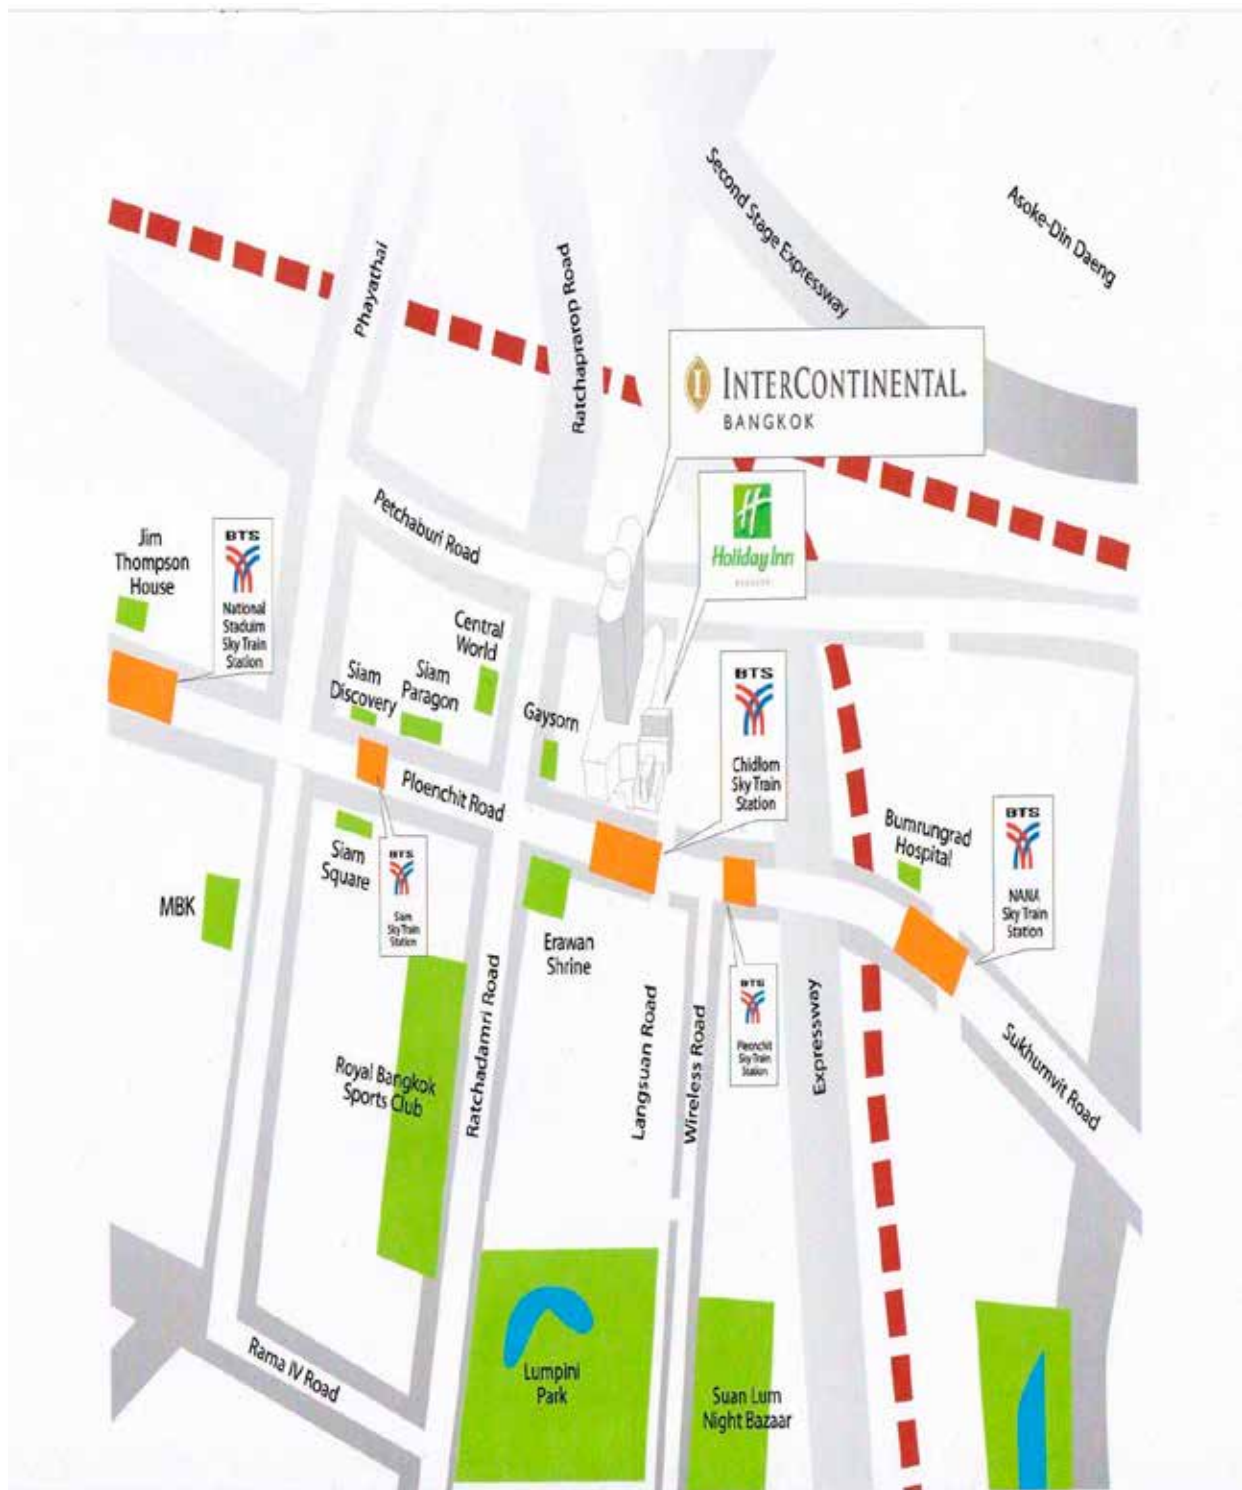 Second Stage Expressway
Asoke-Din Daeng
Phayathai
Ratchaprarop Road
INTERCONTINENTAL.
BANGKOK
H
Holiday Inn
Petchaburi Road
Jim
Thompson
House
BTS
National
Staduim
Sky Train
Station
Central
World
Siam
Discovery
Siam
Paragon
Gaysorn
BTS
Chidlom
Sky Train
Station
Ploenchit Road
Siam
Square
BTS
Siam
Sky Train
Station
MBK
Erawan
Shrine
Bumrungrad
Hospital
BTS
NANA
Sky Train
Station
BTS
Pleonchit
Sky Train
Station
Royal Bangkok
Sports Club
Ratchadamri Road
Langsuan Road
Wireless Road
Expressway
Sukhumvit Road
Rama IV Road
Lumpini
Park
Suan Lum
Night Bazaar